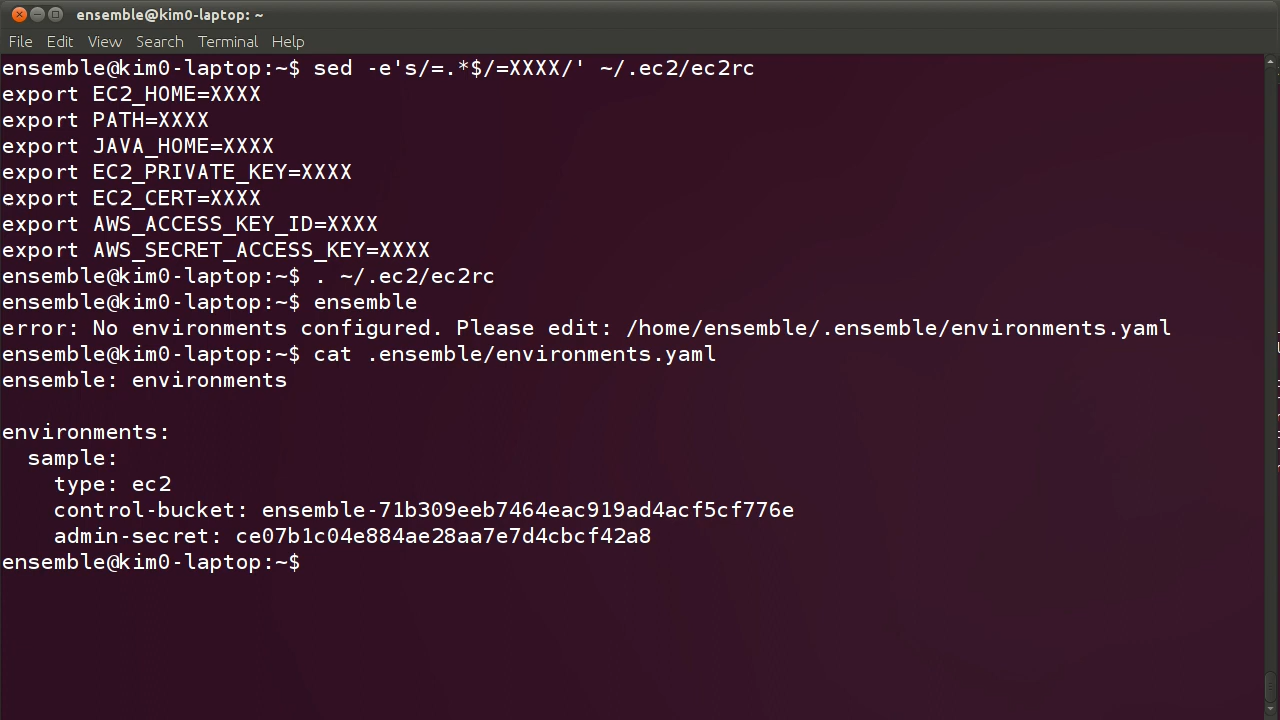 ensemble@kim0-laptop: ~
File Edit View Search Terminal Help
ensemble@kim0-laptop:~$ sed -e's/=.*$/=XXXX/' ~/.ec2/ec2rc
export EC2_HOME=XXXX
export PATH=XXXX
export JAVA_HOME=XXXX
export EC2_PRIVATE_KEY=XXXX
export EC2_CERT=XXXX
export AWS_ACCESS_KEY_ID=XXXX
export AWS_SECRET_ACCESS_KEY=XXXX
ensemble@kim0-laptop:~$ . ~/.ec2/ec2rc
ensemble@kim0-laptop:~$ ensemble
error: No environments configured. Please edit: /home/ensemble/.ensemble/environments.yaml
ensemble@kim0-laptop:~$ cat .ensemble/environments.yaml
ensemble: environments

environments:
  sample:
    type: ec2
    control-bucket: ensemble-71b309eeb7464eac919ad4acf5cf776e
    admin-secret: ce07b1c04e884ae28aa7e7d4cbcf42a8
ensemble@kim0-laptop:~$